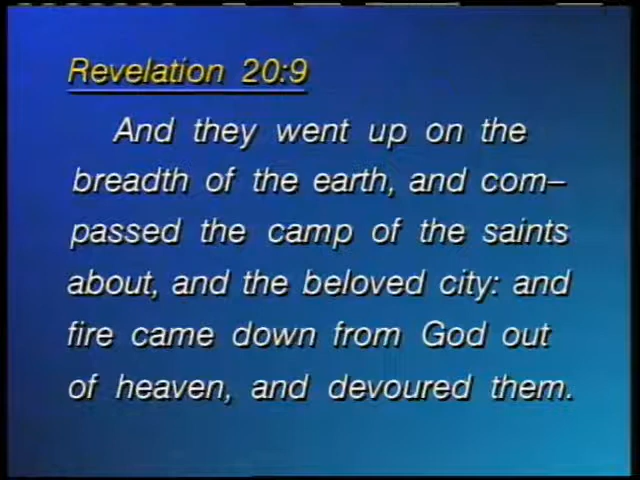 Revelation 20:9
And they went up on the
breadth of the earth, and com–
passed the camp of the saints
about, and the beloved city: and
fire came down from God out
of heaven, and devoured them.